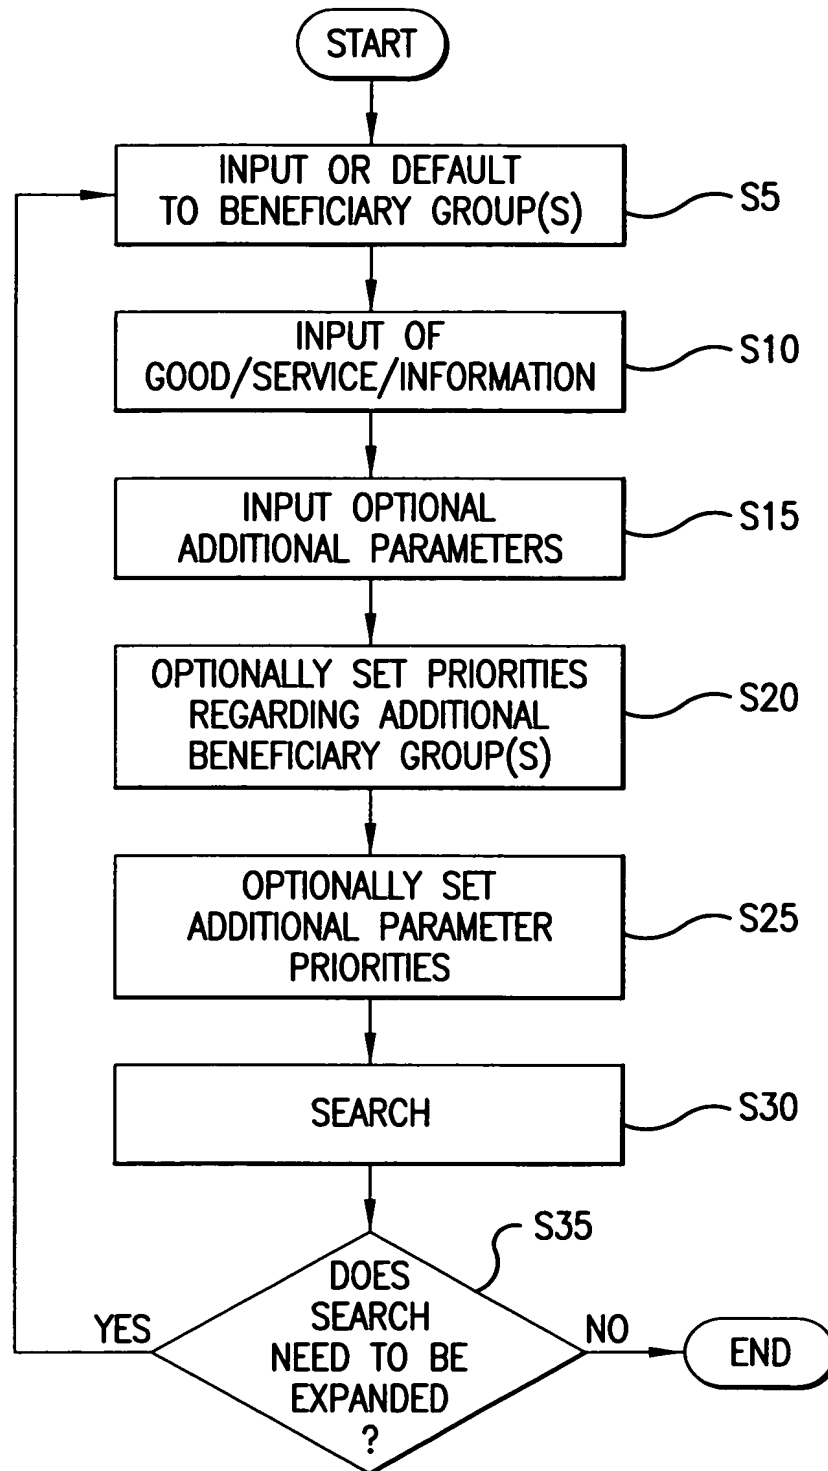 START
INPUT OR DEFAULT
TO BENEFICIARY GROUP(S)
S5
INPUT OF
GOOD/SERVICE/INFORMATION
S10
INPUT OPTIONAL
ADDITIONAL PARAMETERS
S15
OPTIONALLY SET PRIORITIES
REGARDING ADDITIONAL
BENEFICIARY GROUP(S)
S20
OPTIONALLY SET
ADDITIONAL PARAMETER
PRIORITIES
S25
SEARCH
S30
S35
DOES
SEARCH
NEED TO BE
EXPANDED
?
YES
NO
END